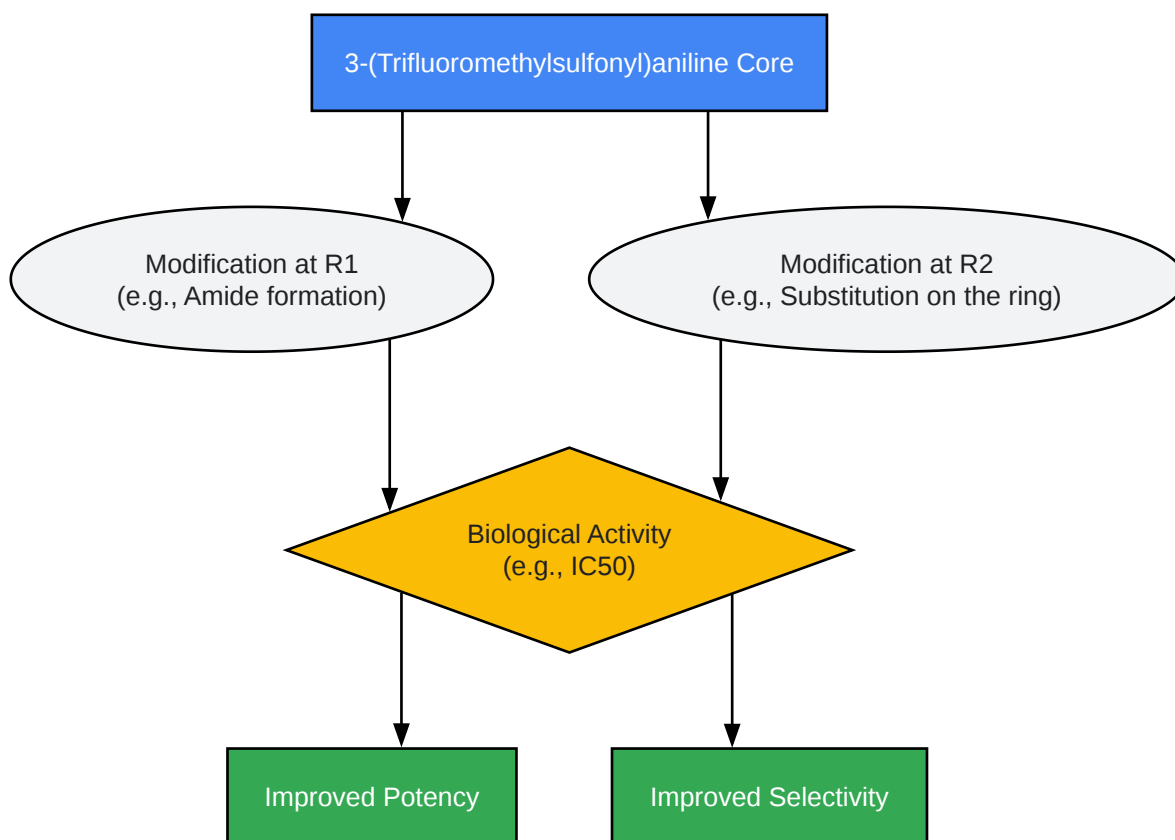 3-(Trifluoromethylsulfonyl)aniline Core
Modification at R1
(e.g., Amide formation)
Modification at R2
(e.g., Substitution on the ring)
Biological Activity
(e.g., IC50)
Improved Potency
Improved Selectivity